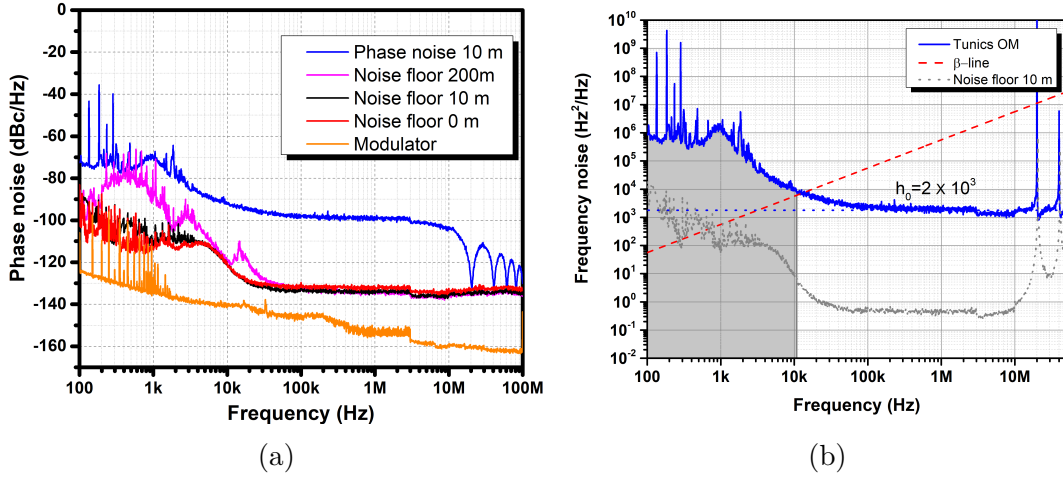 0
-20
-40
-60
-80
-100
-120
-140
-160
100 1k 10k 100k 1M 10M 100M
Phase noise (dBc/Hz)
Frequency (Hz)
Phase noise 10 m
Noise floor 200m
Noise floor 10 m
Noise floor 0 m
Modulator
(a)
10^10
10^9
10^8
10^7
10^6
10^5
10^4
10^3
10^2
10^1
10^0
10^-1
10^-2
100 1k 10k 100k 1M 10M
Frequency noise (Hz^2/Hz)
Frequency (Hz)
Tunics OM
β-line
Noise floor 10 m
h_0=2 x 10^3
(b)